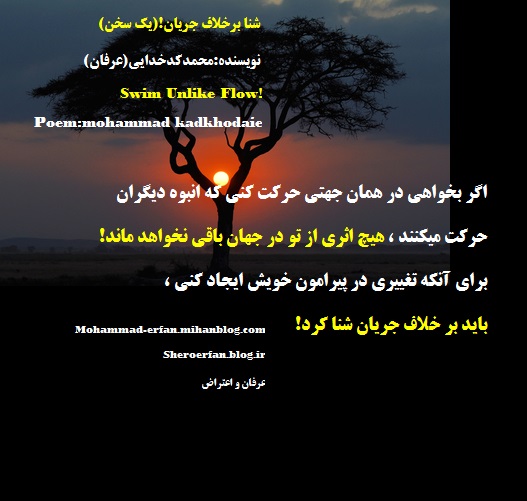 شنا برخلاف جریان!(یک سخن)
نویسنده:محمدکدخدایی(عرفان)
Swim Unlike Flow!
Poem:mohammad kadkhodaie
اگر بخواهی در همان جهتی حرکت کنی که انبوه دیگران
حرکت میکنند ، هیچ اثری از تو در جهان باقی نخواهد ماند!
برای آنکه تغییری در پیرامون خویش ایجاد کنی ،
باید بر خلاف جریان شنا کرد!
Mohammad-erfan.mihanblog.com
Sheroerfan.blog.ir
عرفان و اعتراض